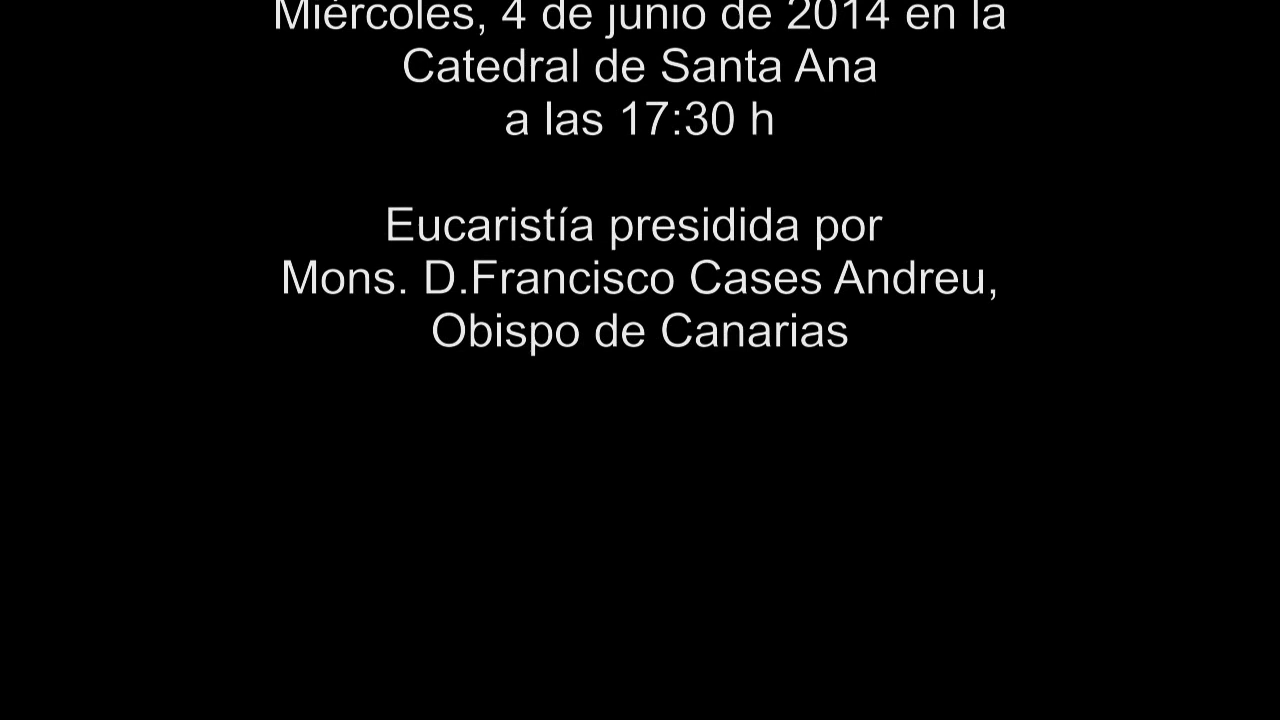 Miércoles, 4 de junio de 2014 en la
Catedral de Santa Ana
a las 17:30 h
Eucaristía presidida por
Mons. D.Francisco Cases Andreu,
Obispo de Canarias